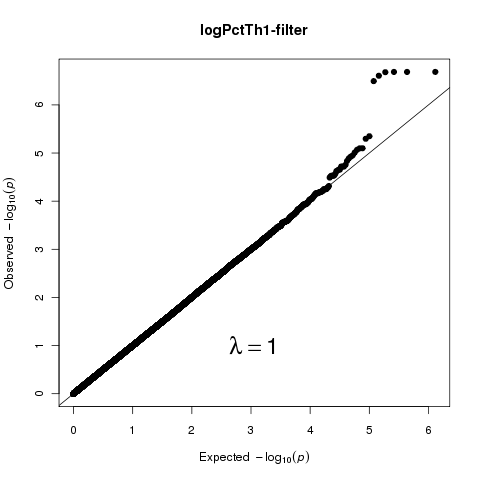 logPctTh1-filter
Observed −log₁₀(p)
6
5
4
3
2
1
0
λ = 1
0 1 2 3 4 5 6
Expected −log₁₀(p)